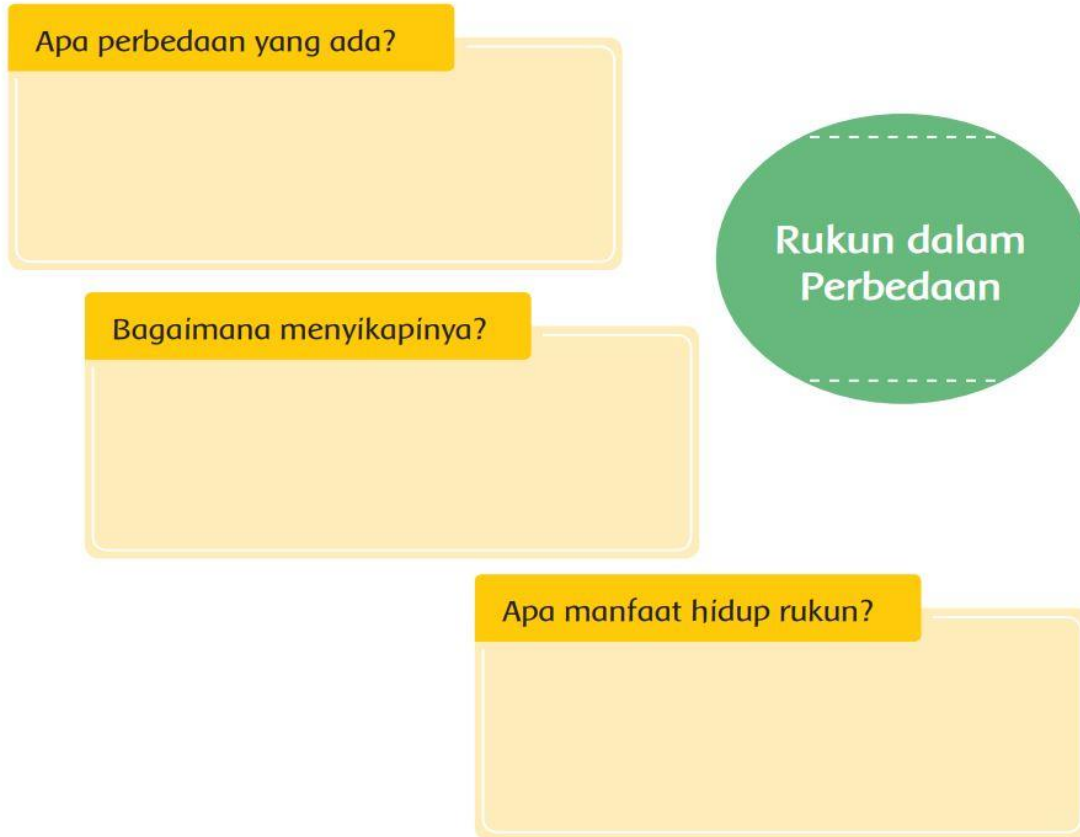 Apa perbedaan yang ada?
Rukun dalam
Perbedaan
Bagaimana menyikapinya?
Apa manfaat hidup rukun?